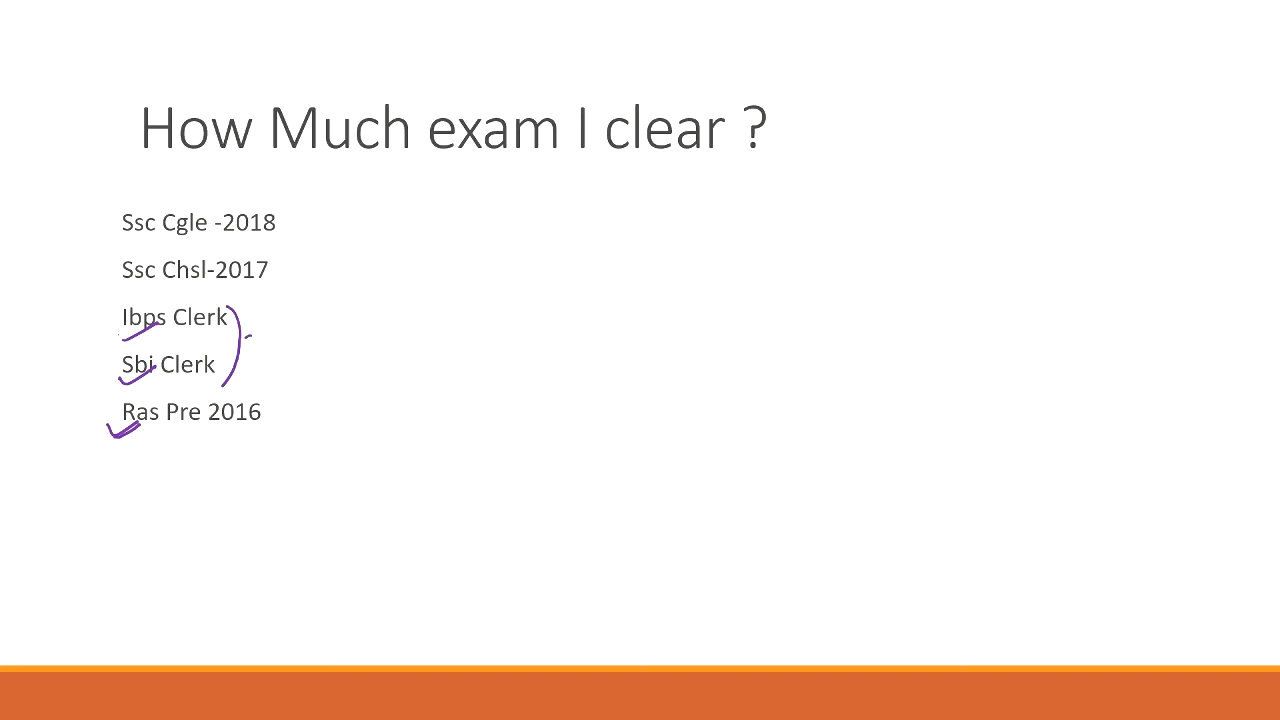 How Much exam I clear ?
Ssc Cgle -2018
Ssc Chsl-2017
Ibps Clerk
Sbi Clerk
Ras Pre 2016